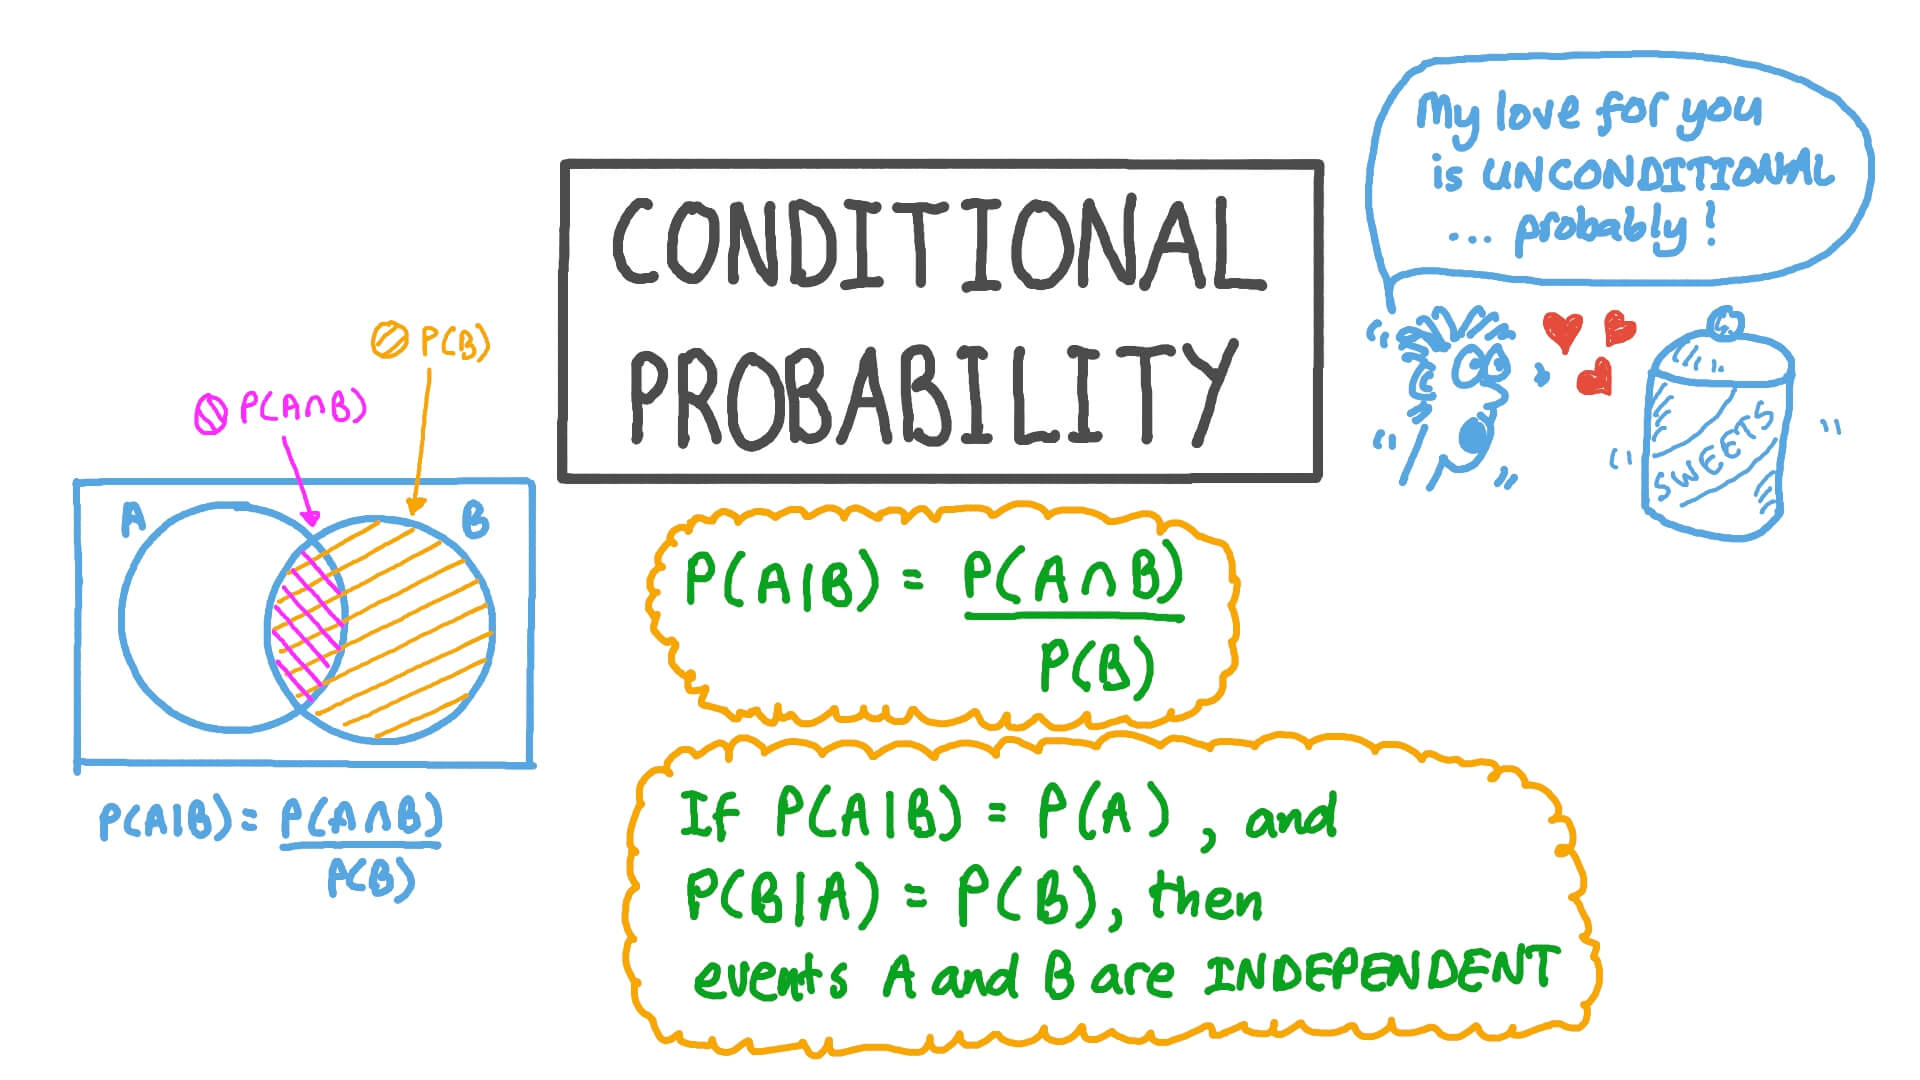 My love for you
is UNCONDITIONAL
... probably!
CONDITIONAL
PROBABILITY
P(B)
P(A∩B)
A
B
P(A|B) = P(A∩B)
P(B)
SWEETS
P(A|B) = P(A∩B)
P(B)
If P(A|B) = P(A), and
P(B|A) = P(B), then
events A and B are INDEPENDENT